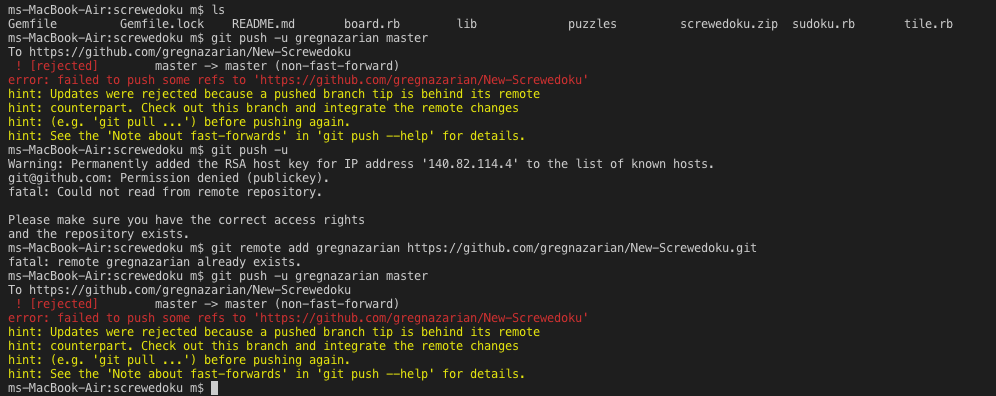 ms-MacBook-Air:screwedoku m$ ls
Gemfile Gemfile.lock README.md board.rb lib puzzles screwedoku.zip sudoku.rb tile.rb
ms-MacBook-Air:screwedoku m$ git push -u gregnazarian master
To https://github.com/gregnazarian/New-Screwedoku
! [rejected] master -> master (non-fast-forward)
error: failed to push some refs to 'https://github.com/gregnazarian/New-Screwedoku'
hint: Updates were rejected because a pushed branch tip is behind its remote
hint: counterpart. Check out this branch and integrate the remote changes
hint: (e.g. 'git pull ...') before pushing again.
hint: See the 'Note about fast-forwards' in 'git push --help' for details.
ms-MacBook-Air:screwedoku m$ git push -u
Warning: Permanently added the RSA host key for IP address '140.82.114.4' to the list of known hosts.
git@github.com: Permission denied (publickey).
fatal: Could not read from remote repository.

Please make sure you have the correct access rights
and the repository exists.
ms-MacBook-Air:screwedoku m$ git remote add gregnazarian https://github.com/gregnazarian/New-Screwedoku.git
fatal: remote gregnazarian already exists.
ms-MacBook-Air:screwedoku m$ git push -u gregnazarian master
To https://github.com/gregnazarian/New-Screwedoku
! [rejected] master -> master (non-fast-forward)
error: failed to push some refs to 'https://github.com/gregnazarian/New-Screwedoku'
hint: Updates were rejected because a pushed branch tip is behind its remote
hint: counterpart. Check out this branch and integrate the remote changes
hint: (e.g. 'git pull ...') before pushing again.
hint: See the 'Note about fast-forwards' in 'git push --help' for details.
ms-MacBook-Air:screwedoku m$